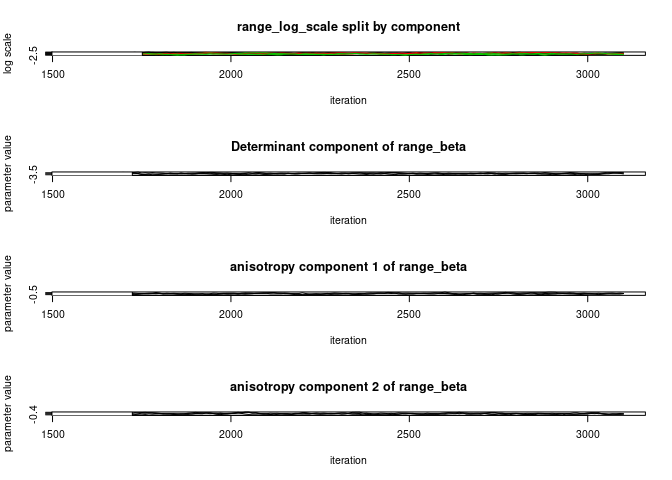 range_log_scale split by component
log scale
-2.5
1500 2000 2500 3000
iteration
Determinant component of range_beta
parameter value
-3.5
1500 2000 2500 3000
iteration
anisotropy component 1 of range_beta
parameter value
-0.5
1500 2000 2500 3000
iteration
anisotropy component 2 of range_beta
parameter value
-0.4
1500 2000 2500 3000
iteration